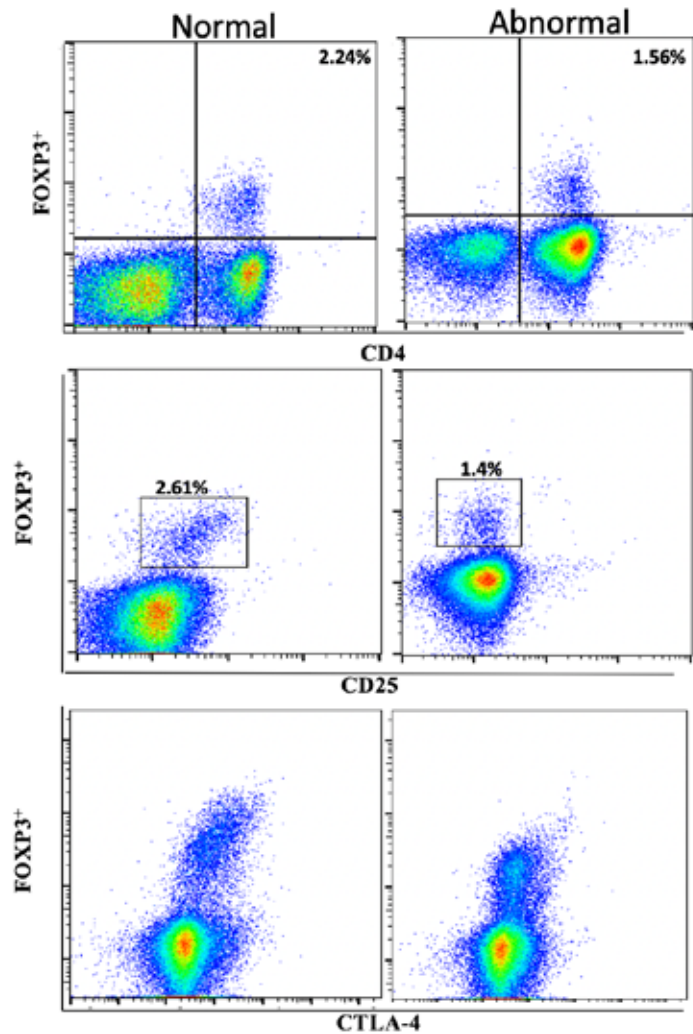 Normal Abnormal
2.24% 1.56%
FOXP3+
CD4
2.61% 1.4%
FOXP3+
CD25
FOXP3+
CTLA-4